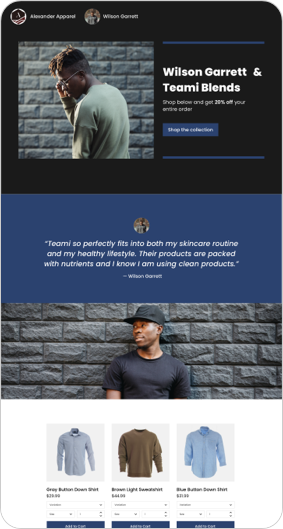 Alexander Apparel
Wilson Garrett
Wilson Garrett &
Teami Blends
Shop below and get 20% off your
entire order
Shop the collection
“Teami so perfectly fits into both my skincare routine
and my healthy lifestyle. Their products are packed
with nutrients and I know I am using clean products.”
— Wilson Garrett
Gray Button Down Shirt
Brown Light Sweatshirt
Blue Button Down Shirt
$29.99
$44.99
$21.99
Add to Cart
Add to Cart
Add to Cart